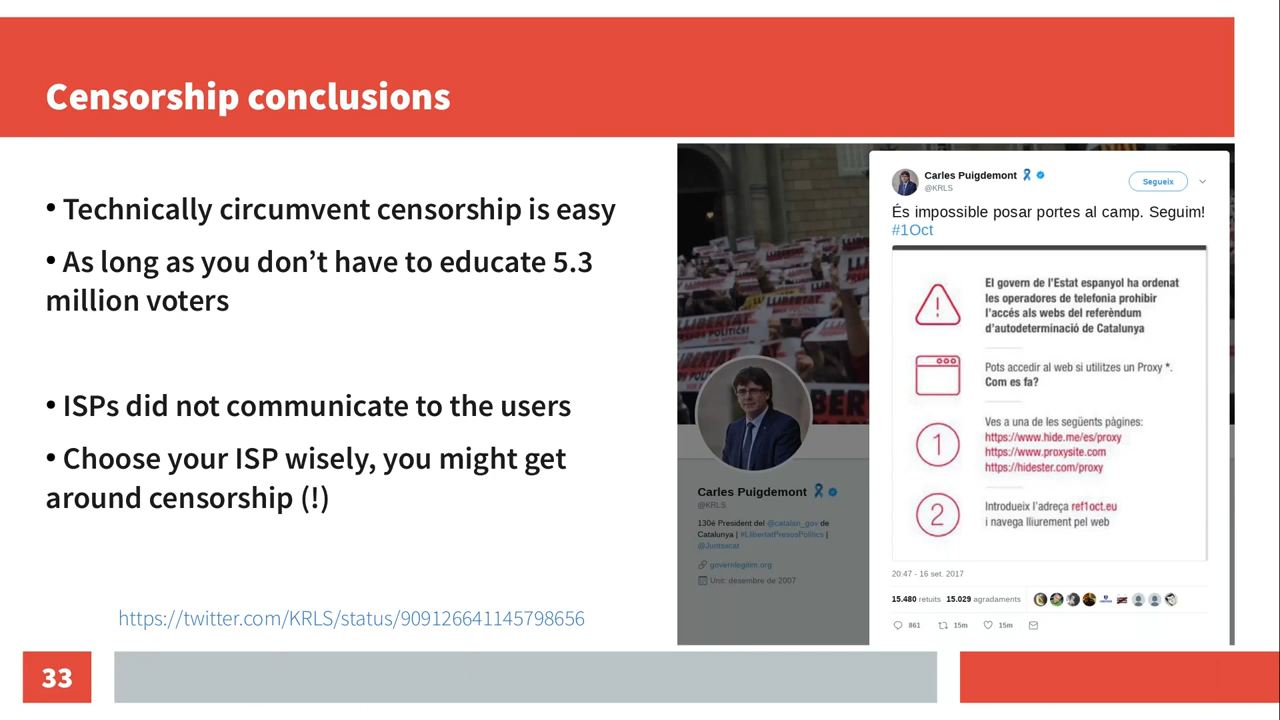 Censorship conclusions
• Technically circumvent censorship is easy
• As long as you don’t have to educate 5.3
million voters
• ISPs did not communicate to the users
• Choose your ISP wisely, you might get
around censorship (!)
https://twitter.com/KRLS/status/909126641145798656
33
Carles Puigdemont
@KRLS
130è President del @catalan_gov de
Catalunya | #LlibertatPresosPolítics |
@Juntsxcat
governlegitim.org
Unit: desembre de 2007
Carles Puigdemont
@KRLS
Segueix
És impossible posar portes al camp. Seguim!
#1Oct
El govern de l'Estat espanyol ha ordenat
les operadores de telefonia prohibir
l'accés als webs del referèndum
d'autodeterminació de Catalunya
Pots accedir al web si utilitzes un Proxy *.
Com es fa?
1
Ves a una de les següents pàgines:
https://www.hide.me/es/proxy
https://www.proxysite.com
https://hidester.com/proxy
2
Introdueix l'adreça ref1oct.eu
i navega lliurement pel web
20:47 - 16 set. 2017
15.480 retuits 15.029 agradaments
861 15m 15m